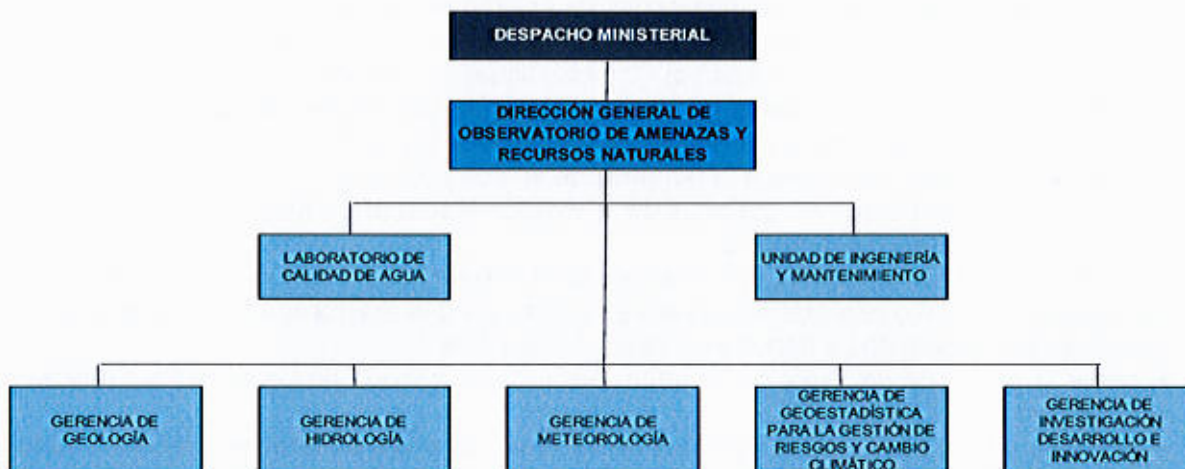 DESPACHO MINISTERIAL
DIRECCIÓN GENERAL DE
OBSERVATORIO DE AMENAZAS Y
RECURSOS NATURALES
LABORATORIO DE
CALIDAD DE AGUA
UNIDAD DE INGENIERÍA
Y MANTENIMIENTO
GERENCIA DE
GEOLOGÍA
GERENCIA DE
HIDROLOGÍA
GERENCIA DE
METEOROLOGÍA
GERENCIA DE
GEOESTADÍSTICA
PARA LA GESTIÓN DE
RIESGOS Y CAMBIO
CLIMÁTICO
GERENCIA DE
INVESTIGACIÓN
DESARROLLO E
INNOVACIÓN